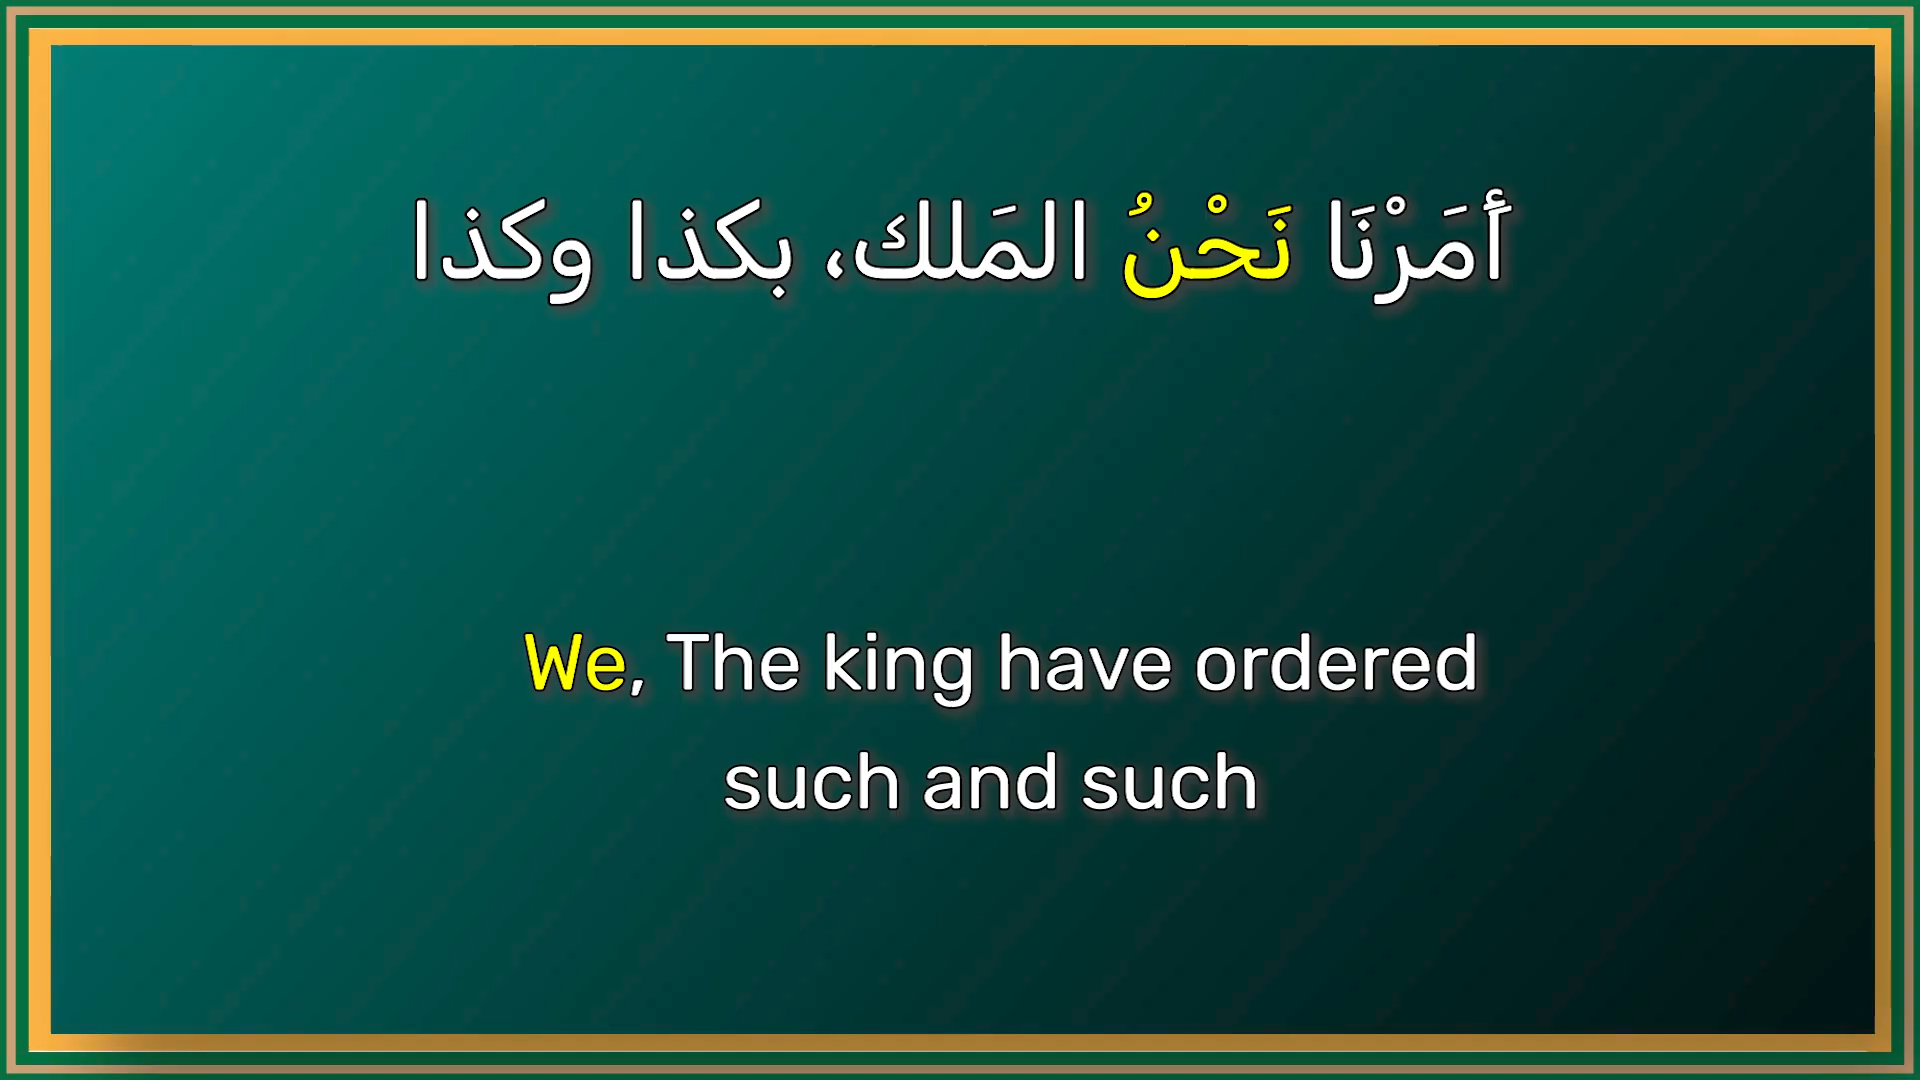 أَمَرْنَا نَحْنُ المَلك، بكذا وكذا
We, The king have ordered
such and such